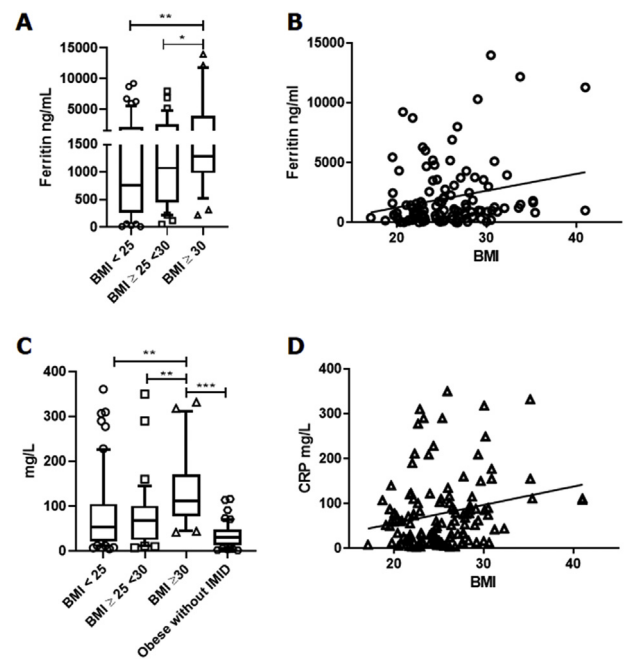 A
**
*
15000
10000
5000
1500
1000
500
0
Ferritin ng/mL
BMI < 25
BMI ≥ 25 <30
BMI ≥ 30
B
15000
10000
5000
0
Ferritin ng/ml
20
30
40
BMI
C
**
**
***
400
300
200
100
0
mg/L
BMI < 25
BMI ≥ 25 <30
BMI ≥30
Obese without IMID
D
400
300
200
100
0
CRP mg/L
20
30
40
BMI